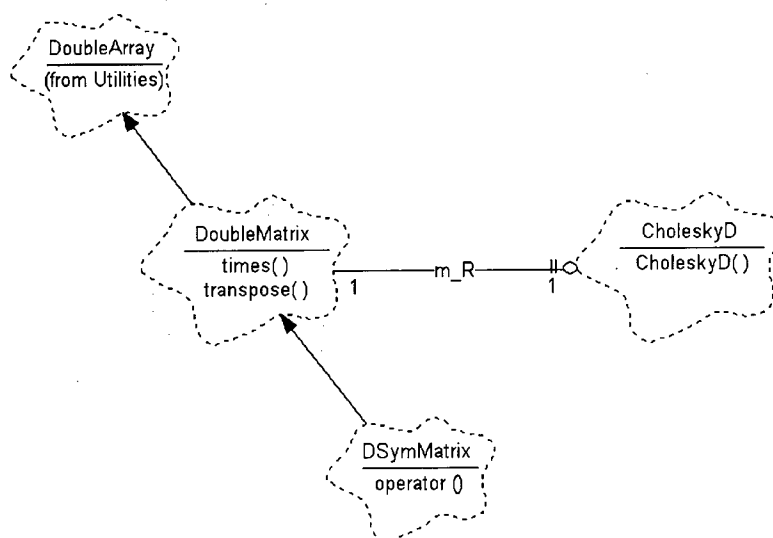 DoubleArray
(from Utilities)
DoubleMatrix
times()
transpose()
1
m_R
1
CholeskyD
CholeskyD()
DSymMatrix
operator ()